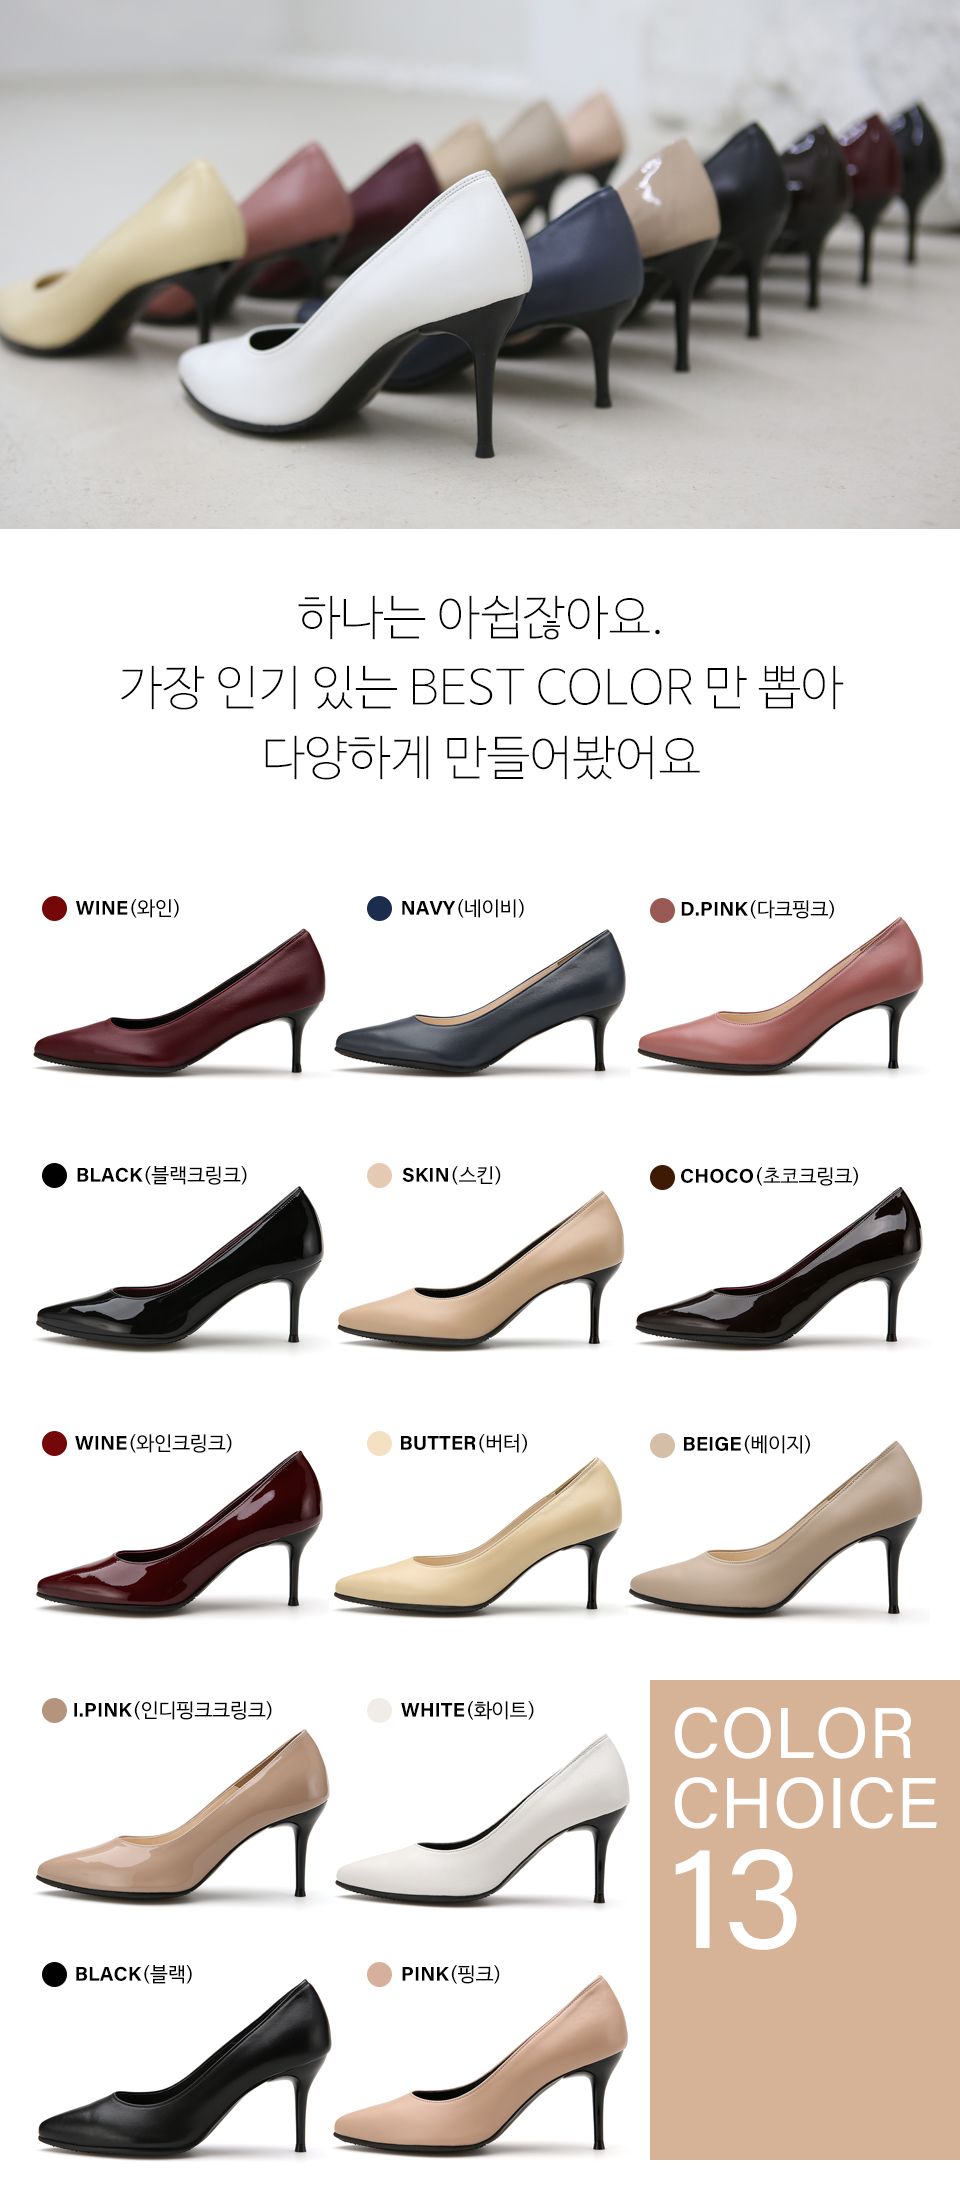 하나는 아쉽잖아요.
가장 인기 있는 BEST COLOR 만 뽑아
다양하게 만들어봤어요
WINE(와인)
NAVY(네이비)
D.PINK(다크핑크)
BLACK(블랙크링크)
SKIN(스킨)
CHOCO(초코크링크)
WINE(와인크링크)
BUTTER(버터)
BEIGE(베이지)
I.PINK(인디핑크크링크)
WHITE(화이트)
COLOR
CHOICE
13
BLACK(블랙)
PINK(핑크)